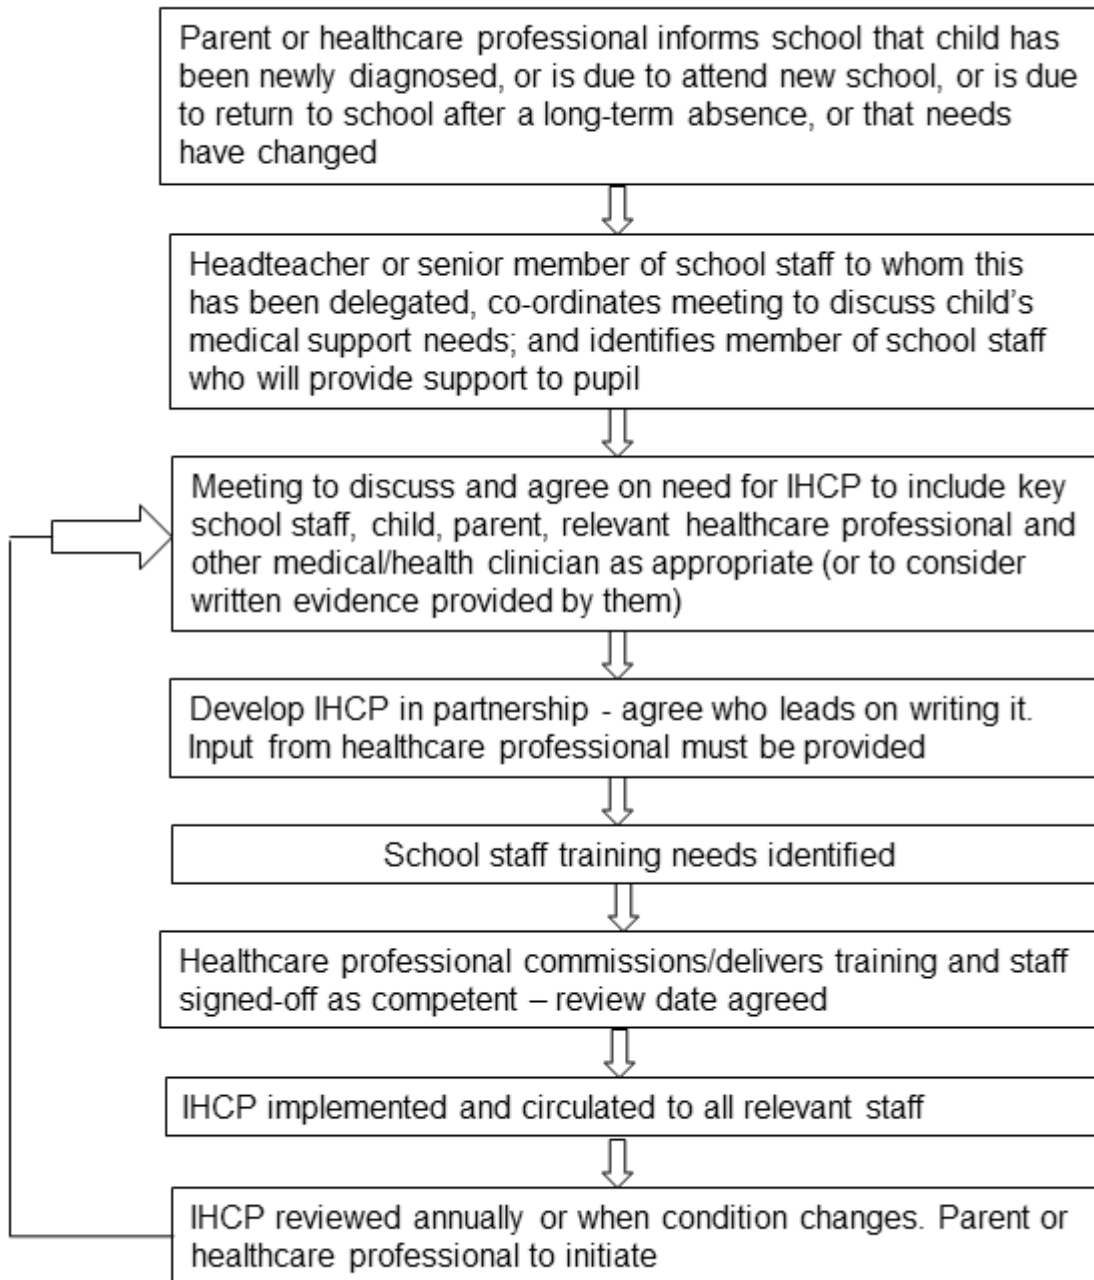 Parent or healthcare professional informs school that child has
been newly diagnosed, or is due to attend new school, or is due
to return to school after a long-term absence, or that needs
have changed
Headteacher or senior member of school staff to whom this
has been delegated, co-ordinates meeting to discuss child's
medical support needs; and identifies member of school staff
who will provide support to pupil
Meeting to discuss and agree on need for IHCP to include key
school staff, child, parent, relevant healthcare professional and
other medical/health clinician as appropriate (or to consider
written evidence provided by them)
Develop IHCP in partnership - agree who leads on writing it.
Input from healthcare professional must be provided
School staff training needs identified
Healthcare professional commissions/delivers training and staff
signed-off as competent – review date agreed
IHCP implemented and circulated to all relevant staff
IHCP reviewed annually or when condition changes. Parent or
healthcare professional to initiate